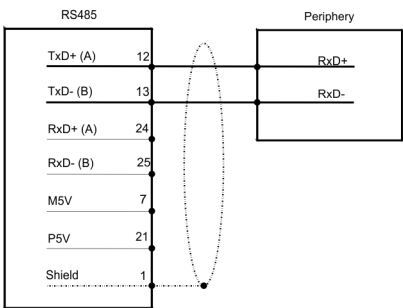 RS485 Periphery
TxD+ (A) 12 RxD+
TxD- (B) 13 RxD-
RxD+ (A) 24
RxD- (B) 25
M5V 7
P5V 21
Shield 1